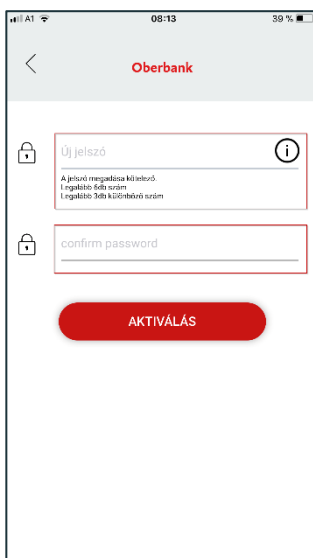 A1 08:13 39 %
Oberbank
Új jelszó
A jelszó megadása kötelező.
Legalább 6db szám
Legalább 3db különböző szám
confirm password
AKTIVÁLÁS